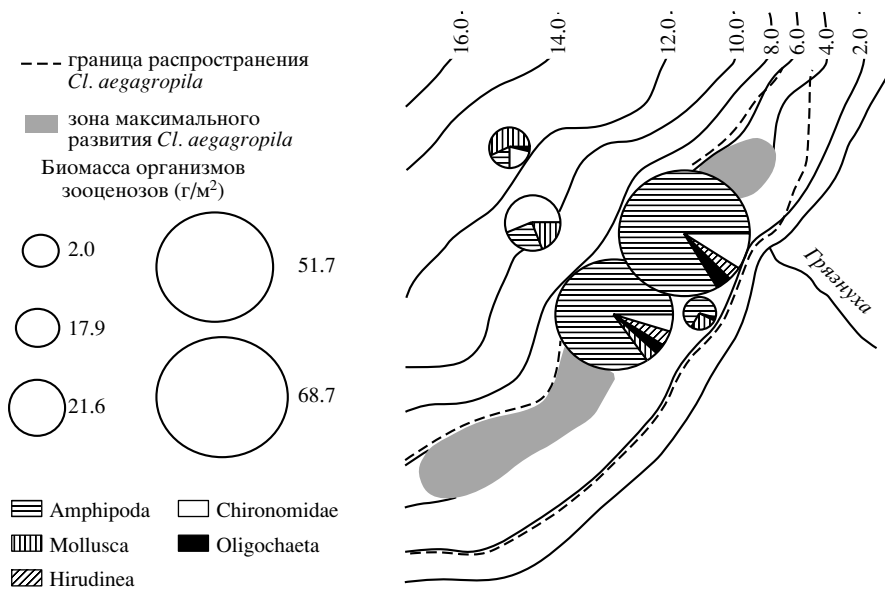 граница распространения
Cl. aegagropila
зона максимального
развития Cl. aegagropila
Биомасса организмов
зооценозов (г/м²)
2.0
51.7
17.9
68.7
21.6
Amphipoda
Chironomidae
Mollusca
Oligochaeta
Hirudinea
16.0
14.0
12.0
10.0
8.0
6.0
4.0
2.0
Грязнуха